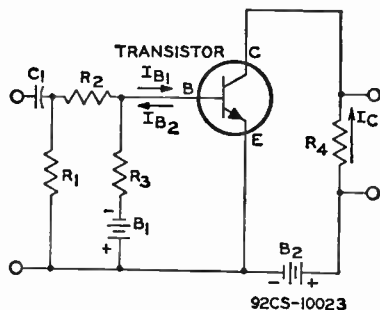 TRANSISTOR
C
C1
R2
IB1
B
IB2
E
R1
R3
R4
IC
- B1 +
B2
- +
92CS-10023